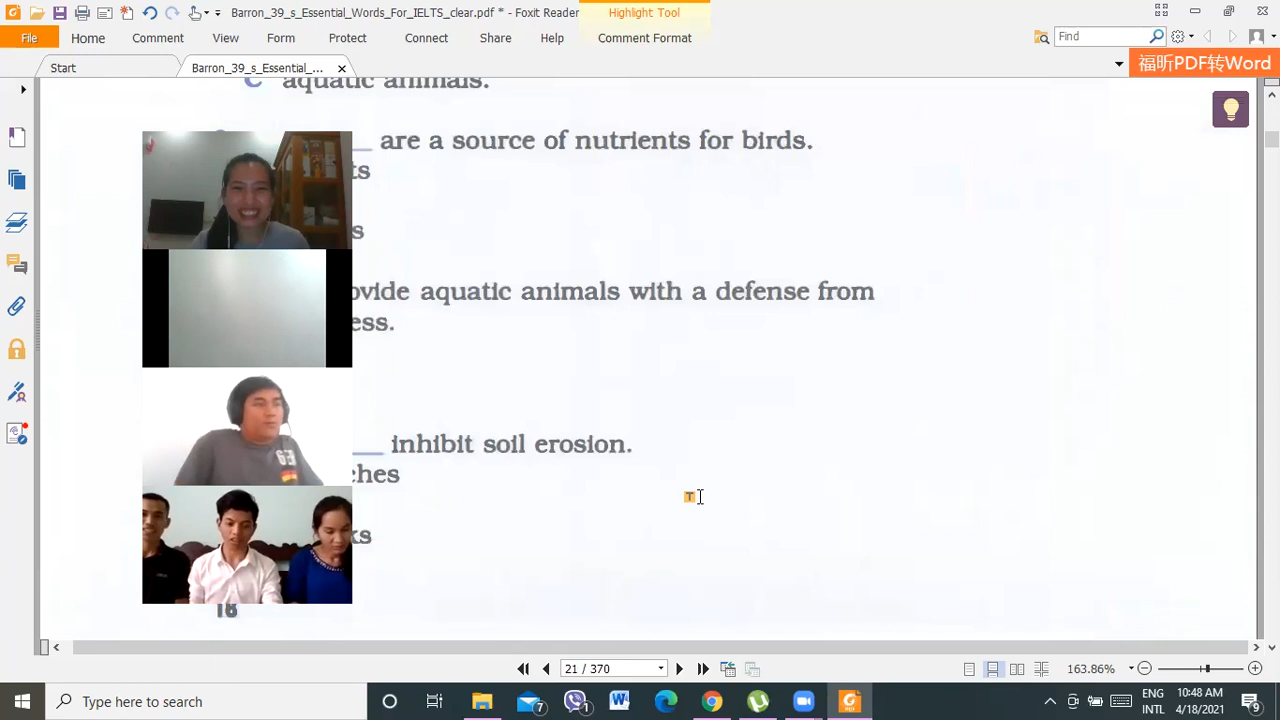 Barron_39_s_Essential_Words_For_IELTS_clear.pdf * - Foxit Reader
Highlight Tool
File
Home
Comment
View
Form
Protect
Connect
Share
Help
Comment Format
Find
Start
Barron_39_s_Essential_...
福昕PDF转Word
C aquatic animals.
are a source of nutrients for birds.
ts
s
ovide aquatic animals with a defense from
ess.
inhibit soil erosion.
ches
ks
T
21 / 370
163.86%
Type here to search
7
1
ENG
INTL
10:48 AM
4/18/2021
9